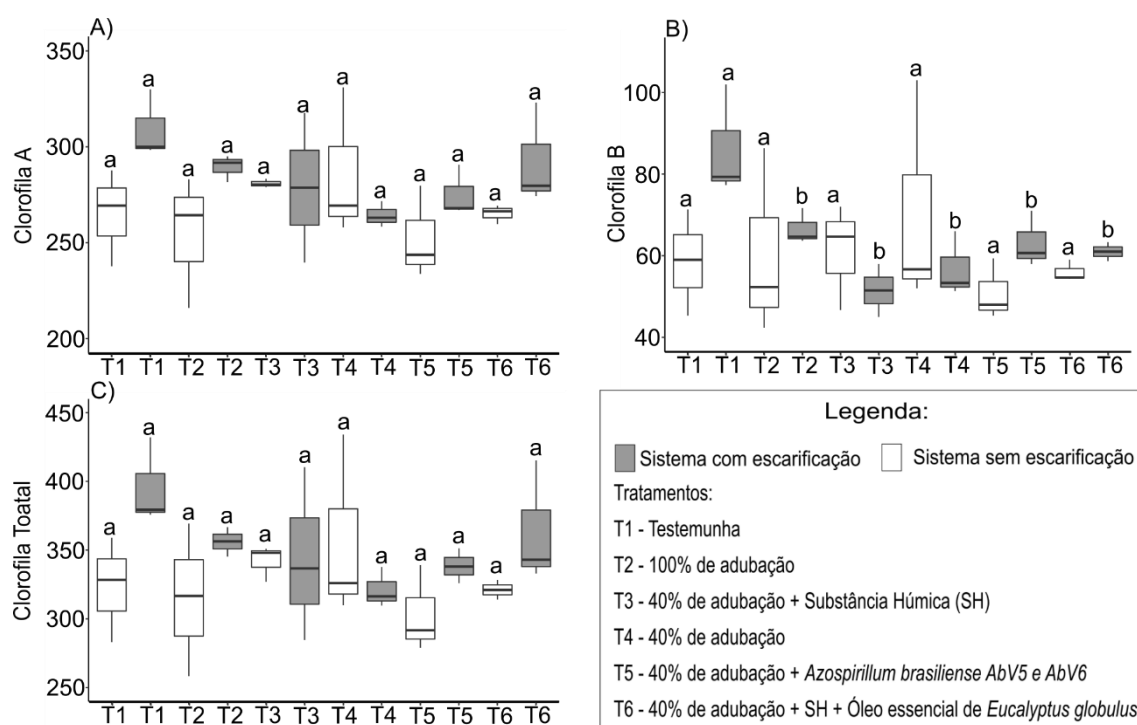 A)
350
300
250
200
Clorofila A
a a a a a a a a a a a a
T1 T1 T2 T2 T3 T3 T4 T4 T5 T5 T6 T6
B)
100
80
60
40
Clorofila B
a a a b a b a b a b a b
T1 T1 T2 T2 T3 T3 T4 T4 T5 T5 T6 T6
C)
450
400
350
300
250
Clorofila Toatal
a a a a a a a a a a a a
T1 T1 T2 T2 T3 T3 T4 T4 T5 T5 T6 T6
Legenda:
Sistema com escarificação Sistema sem escarificação
Tratamentos:
T1 - Testemunha
T2 - 100% de adubação
T3 - 40% de adubação + Substância Húmica (SH)
T4 - 40% de adubação
T5 - 40% de adubação + Azospirillum brasiliense AbV5 e AbV6
T6 - 40% de adubação + SH + Óleo essencial de Eucalyptus globulus